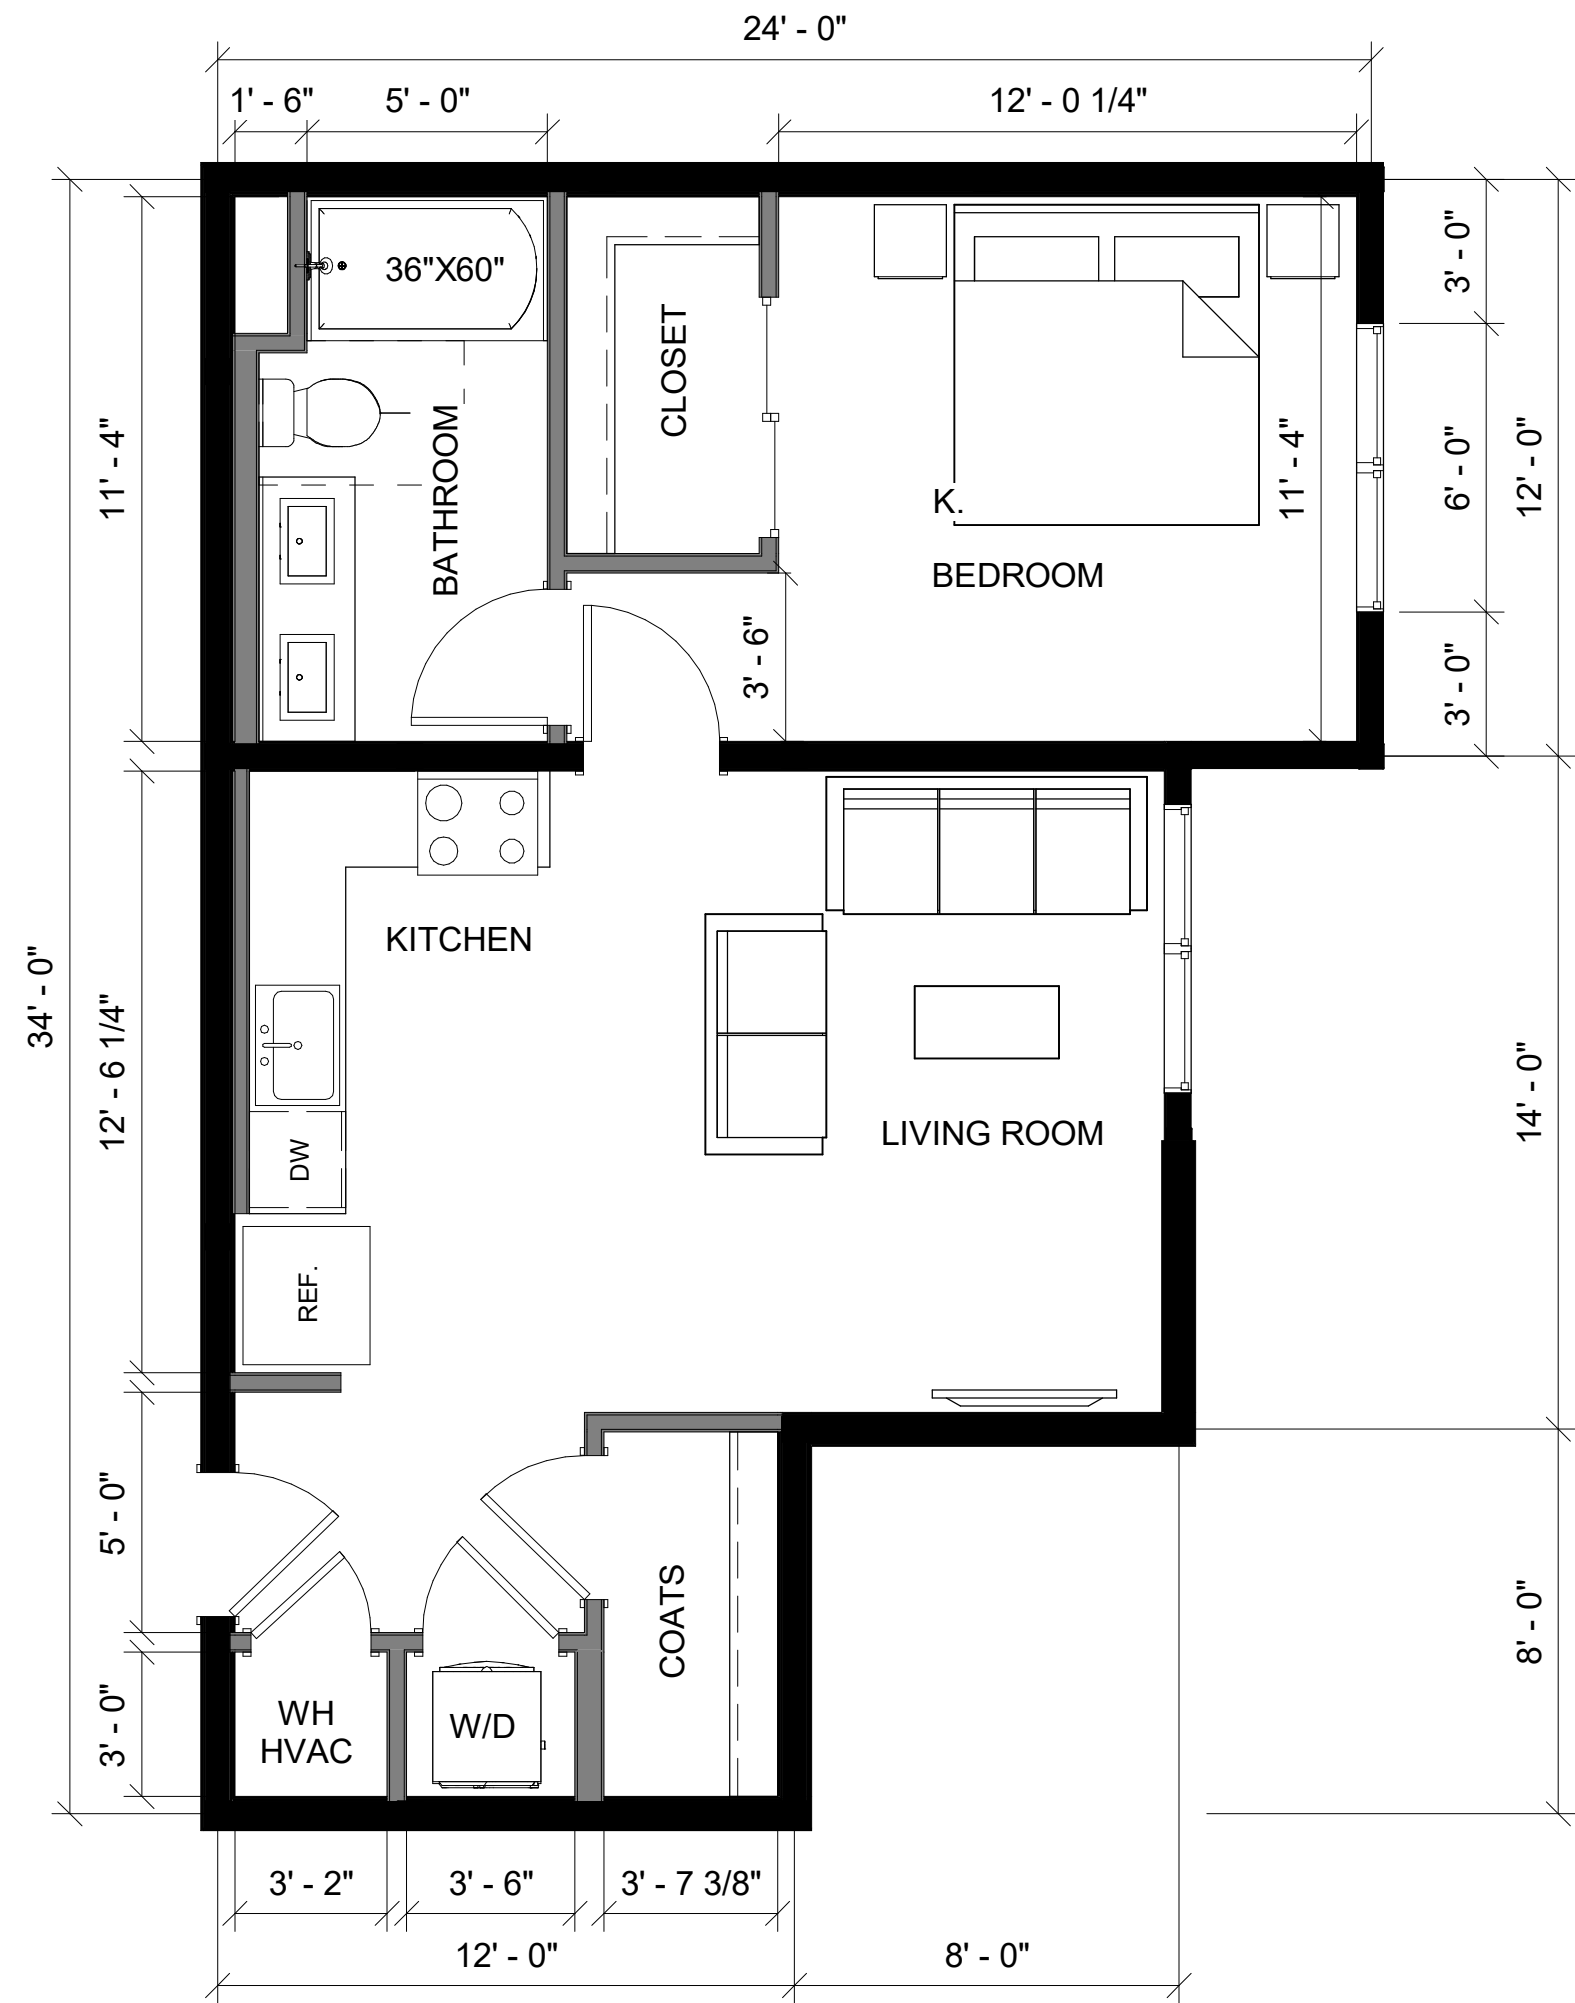 24' - 0"
1' - 6"
5' - 0"
12' - 0 1/4"
36"X60"
CLOSET
BATHROOM
K.
BEDROOM
11' - 4"
11' - 4"
3' - 0"
6' - 0"
12' - 0"
3' - 0"
3' - 6"
KITCHEN
LIVING ROOM
DW
REF.
34' - 0"
12' - 6 1/4"
14' - 0"
5' - 0"
3' - 0"
COATS
WH
HVAC
W/D
8' - 0"
3' - 2"
3' - 6"
3' - 7 3/8"
12' - 0"
8' - 0"